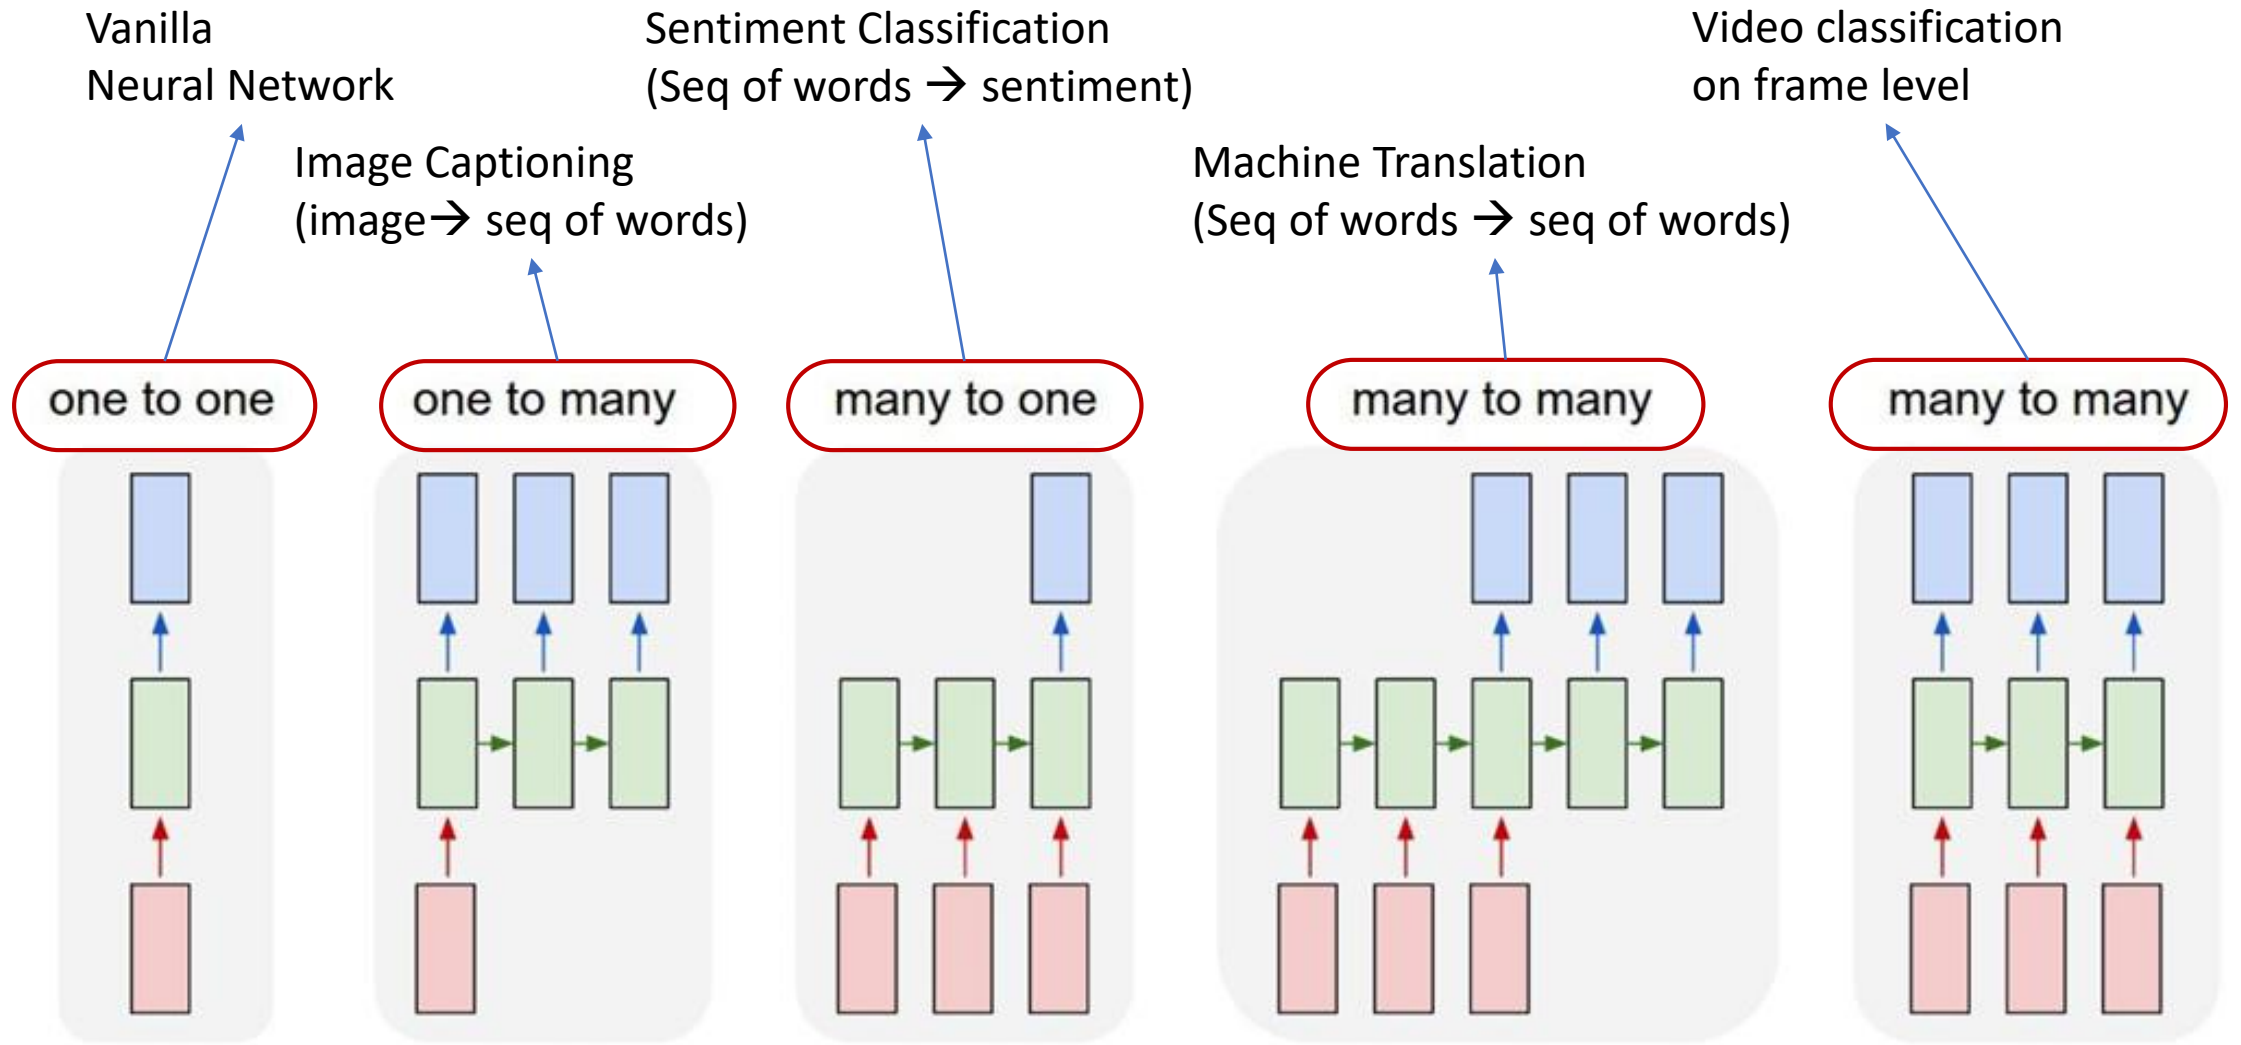 Vanilla
Neural Network
Image Captioning
(image→ seq of words)
Sentiment Classification
(Seq of words → sentiment)
Machine Translation
(Seq of words → seq of words)
Video classification
on frame level
one to one
one to many
many to one
many to many
many to many